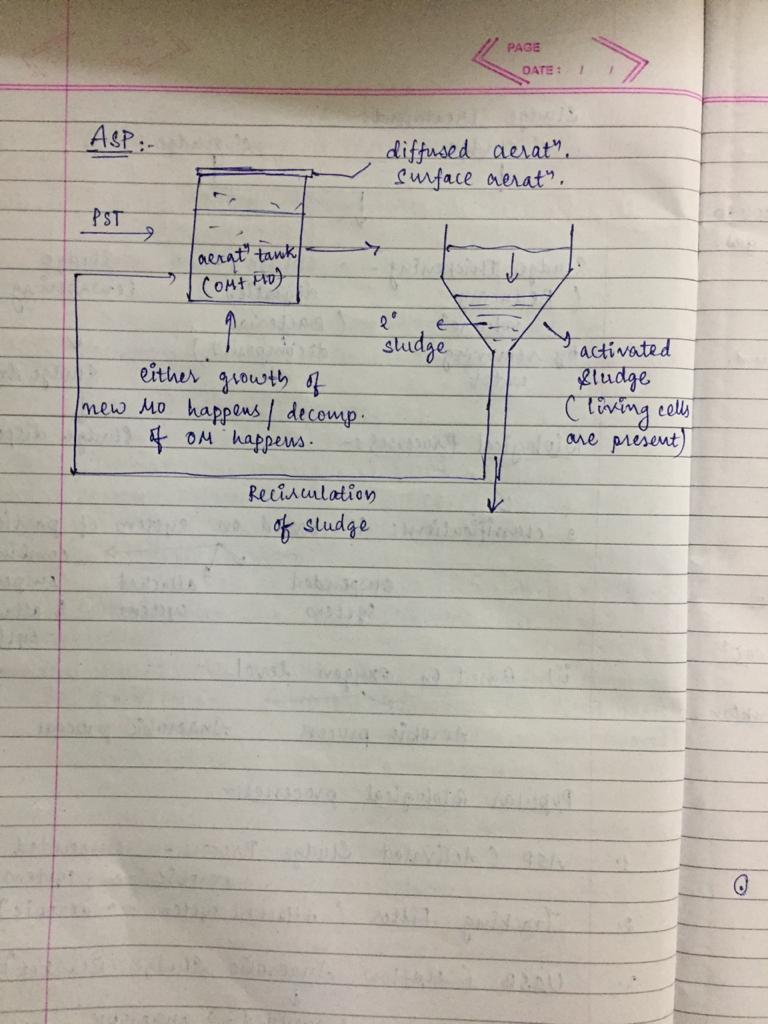 PAGE
DATE: / /
ASP :-
diffused aeratⁿ.
Surface aeratⁿ.
PST
aeratⁿ tank
(OM + MO)
2° sludge
activated
sludge
(living cells
are present)
either growth of
new MO happens / decomp.
of OM happens.
Recirculation
of sludge